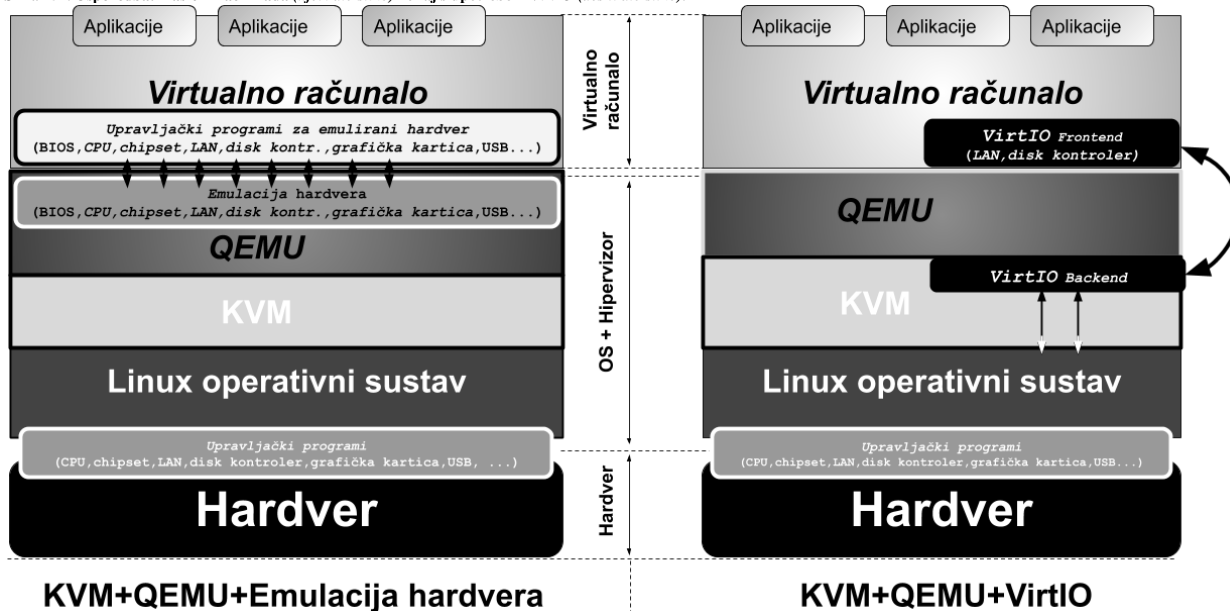 Aplikacije
Aplikacije
Aplikacije
Virtualno računalo
Upravljački programi za emulirani hardver
(BIOS,CPU,chipset,LAN,disk kontr.,grafička kartica,USB...)
Emulacija hardvera
(BIOS,CPU,chipset,LAN,disk kontr.,grafička kartica,USB...)
QEMU
KVM
Linux operativni sustav
Upravljački programi
(CPU,chipset,LAN,disk kontroler,grafička kartica,USB, ...)
Hardver
KVM+QEMU+Emulacija hardvera
Virtualno
računalo
OS + Hipervizor
Hardver
Aplikacije
Aplikacije
Aplikacije
Virtualno računalo
VirtIO Frontend
(LAN,disk kontroler)
QEMU
VirtIO Backend
KVM
Linux operativni sustav
Upravljački programi
(CPU,chipset,LAN,disk kontroler,grafička kartica,USB...)
Hardver
KVM+QEMU+VirtIO